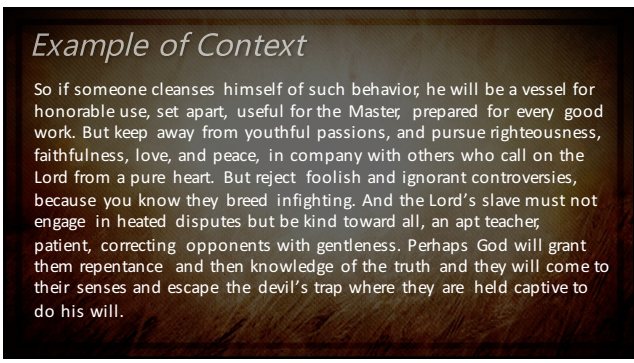 Example of Context
So if someone cleanses himself of such behavior, he will be a vessel for
honorable use, set apart, useful for the Master, prepared for every good
work. But keep away from youthful passions, and pursue righteousness,
faithfulness, love, and peace, in company with others who call on the
Lord from a pure heart. But reject foolish and ignorant controversies,
because you know they breed infighting. And the Lord’s slave must not
engage in heated disputes but be kind toward all, an apt teacher,
patient, correcting opponents with gentleness. Perhaps God will grant
them repentance and then knowledge of the truth and they will come to
their senses and escape the devil’s trap where they are held captive to
do his will.